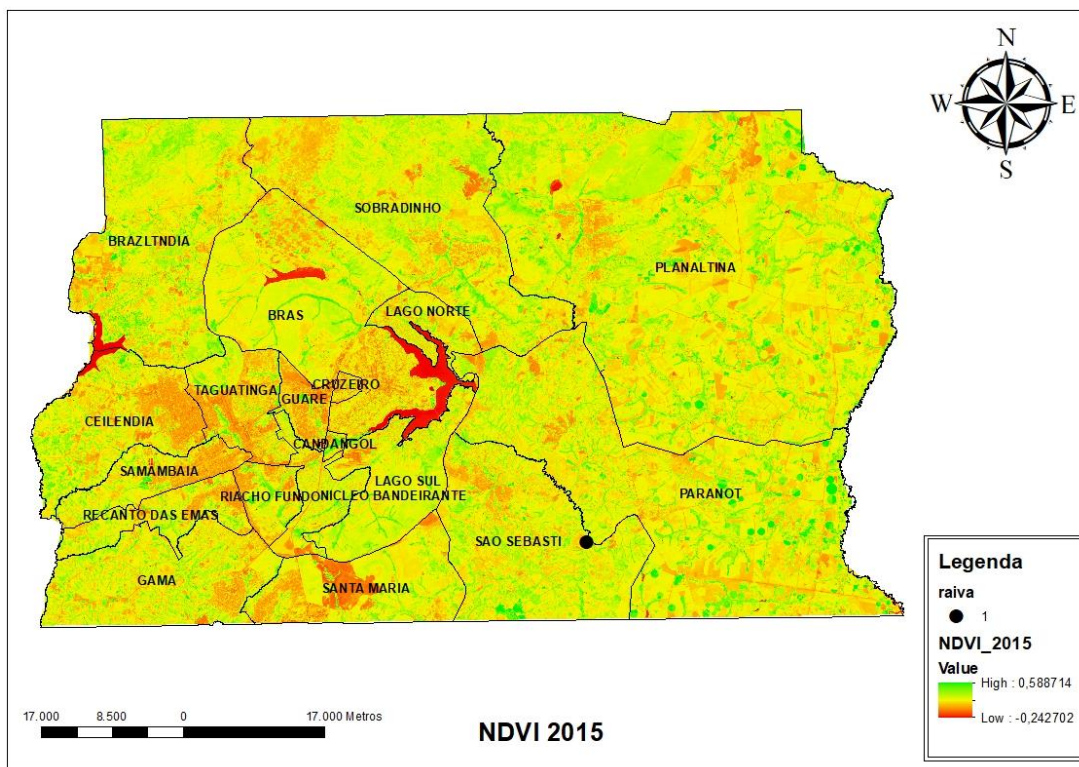 N
W E
S
SOBRADINHO
BRAZLTNDIA
PLANALTINA
LAGO NORTE
BRAS
CRUZEIRO
TAGUATINGA
GUARE
CEILENDIA
CANDANGOL
SAMAMBAIA
LAGO SUL
RIACHO FUNDO
NICLEO BANDEIRANTE
PARANOT
RECANTO DAS EMAS
SAO SEBASTI
GAMA
SANTA MARIA
Legenda
raiva
1
NDVI_2015
Value
High : 0,588714
Low : -0,242702
17.000 8.500 0 17.000 Metros
NDVI 2015